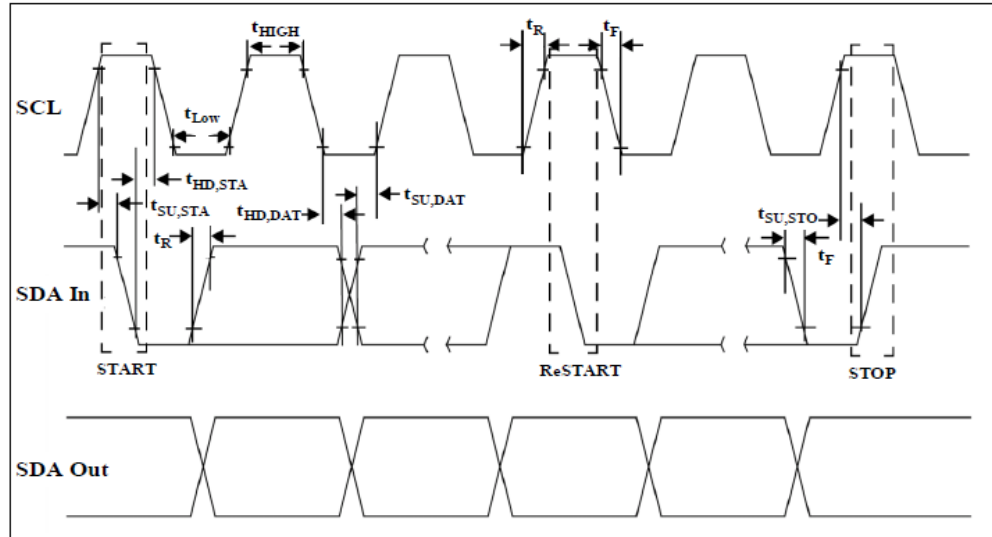 tHIGH
tR
tF
SCL
tLow
tHD,STA
tSU,STA
tHD,DAT
tSU,DAT
tSU,STO
tR
tF
SDA In
START
ReSTART
STOP
SDA Out